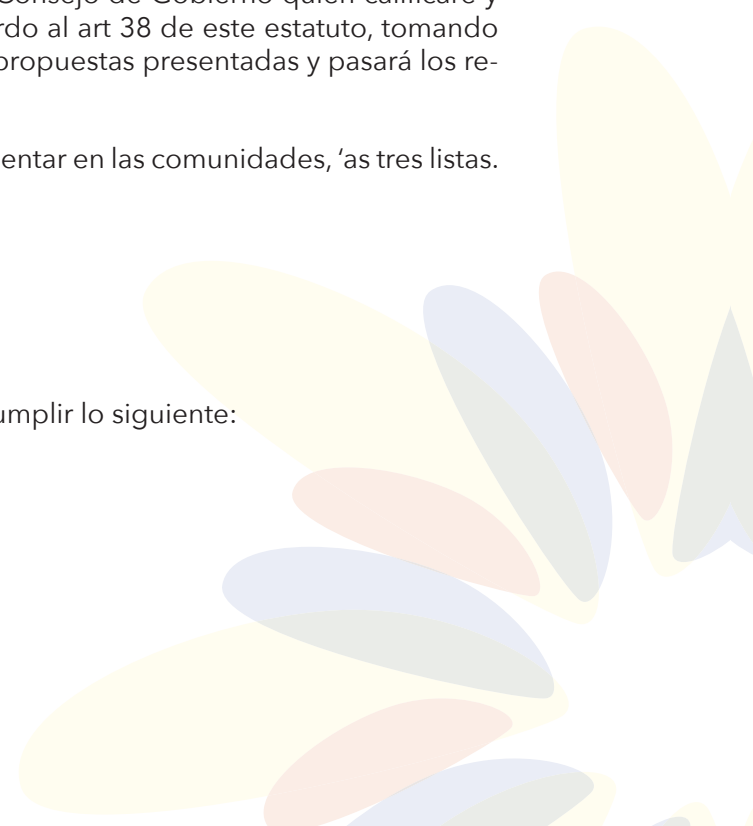 Consejo de Gobierno quien calificare y
rdo al art 38 de este estatuto, tomando
propuestas presentadas y pasará los re-
entar en las comunidades, ‘as tres listas.
umplir lo siguiente: